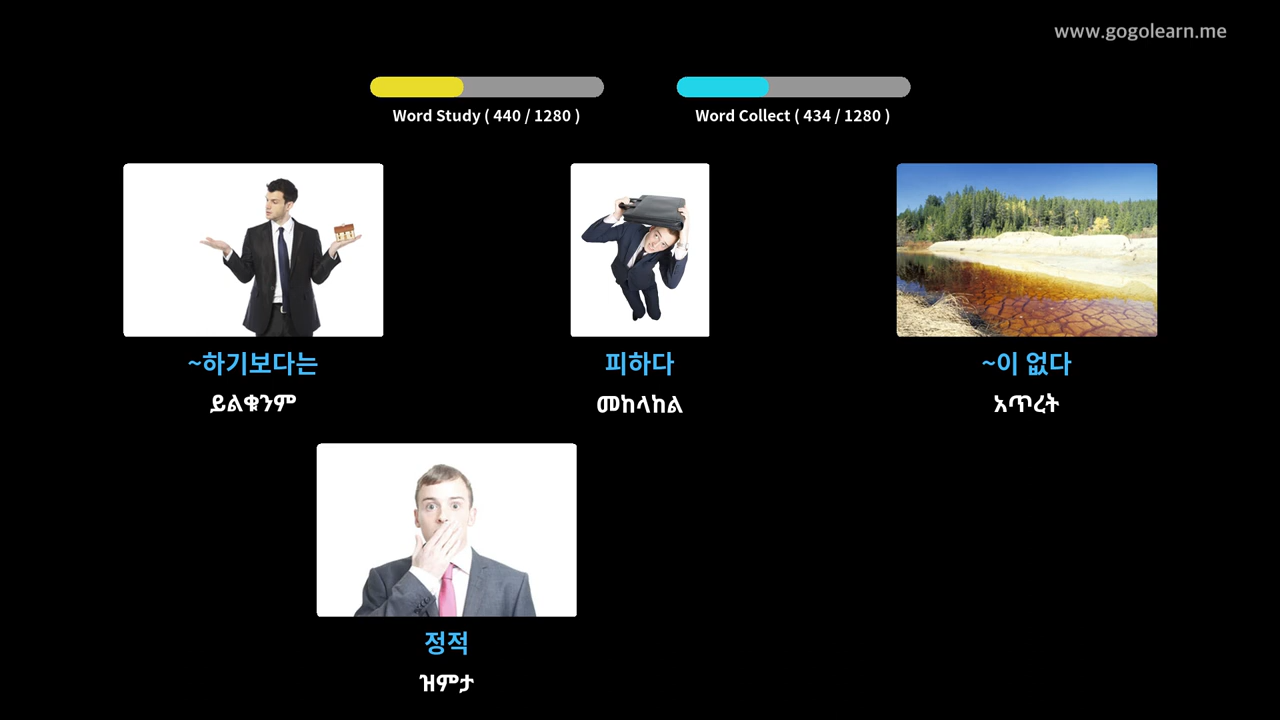 www.gogolearn.me
Word Study ( 440 / 1280 )
Word Collect ( 434 / 1280 )
~하기보다는
피하다
~이 없다
ይልቁንም
መከላከል
አጥረት
정적
ዝምታ